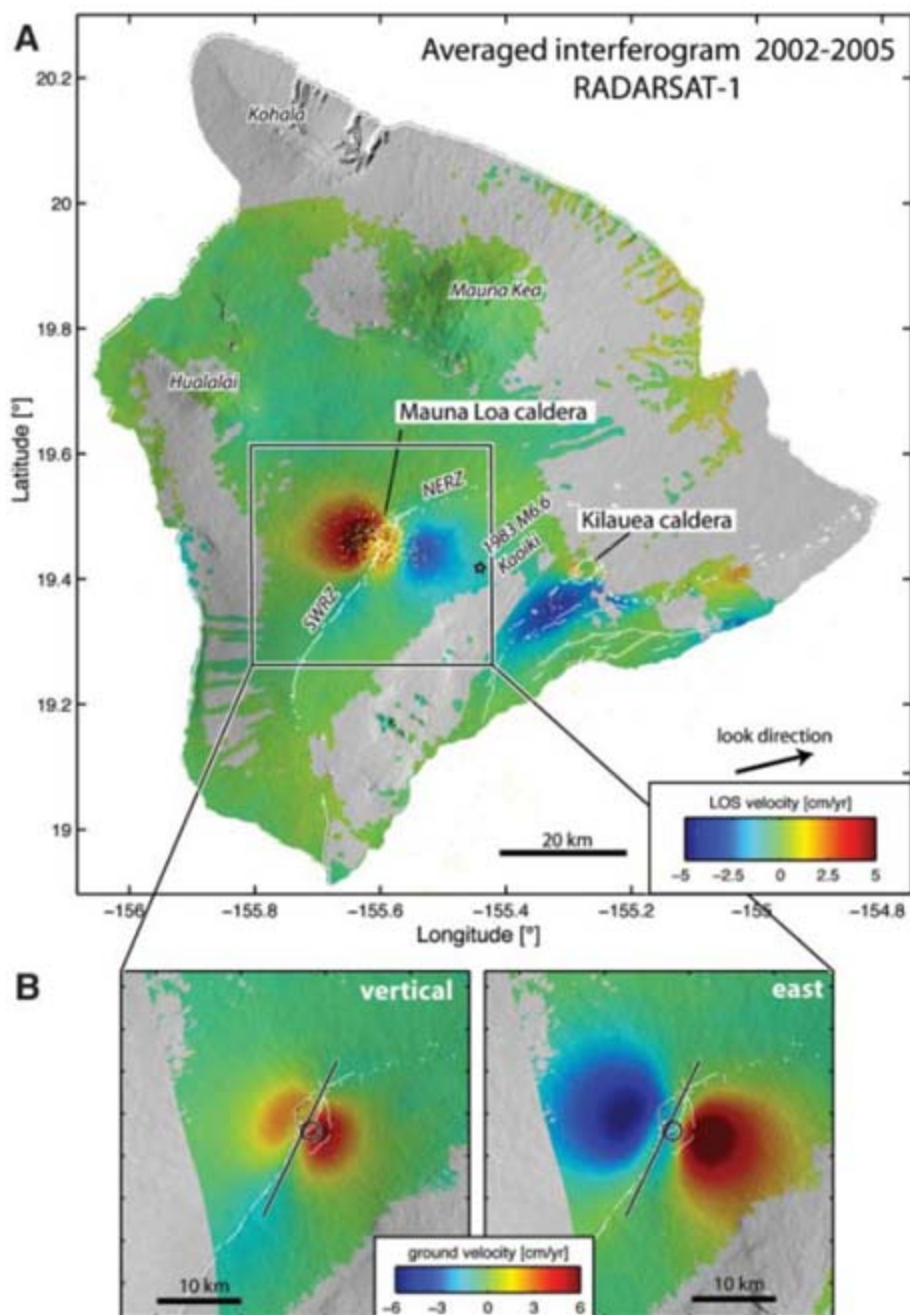 A
Averaged interferogram 2002-2005
RADARSAT-1
20.2
20
19.8
19.6
19.4
19.2
19
Latitude [°]
Kohala
Mauna Kea
Hualalai
Mauna Loa caldera
NERZ
1983 M6.6
Kaoiki
Kilauea caldera
SWRZ
look direction
LOS velocity [cm/yr]
−5 −2.5 0 2.5 5
20 km
−156 −155.8 −155.6 −155.4 −155.2 −155 −154.8
Longitude [°]
B
vertical
east
ground velocity [cm/yr]
−6 −3 0 3 6
10 km
10 km